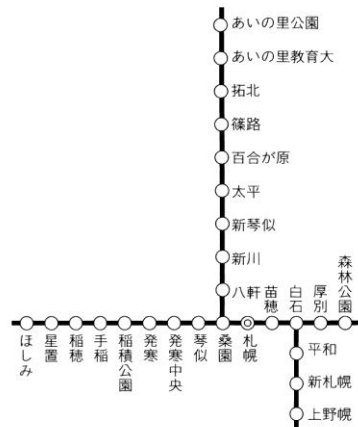 あいの里公園
あいの里教育大
拓北
篠路
百合が原
太平
新琴似
新川
八軒
ほしみ
星置
稲穂
手稲
稲積公園
発寒
発寒中央
琴似
桑園
札幌
苗穂
白石
厚別
森林公園
平和
新札幌
上野幌